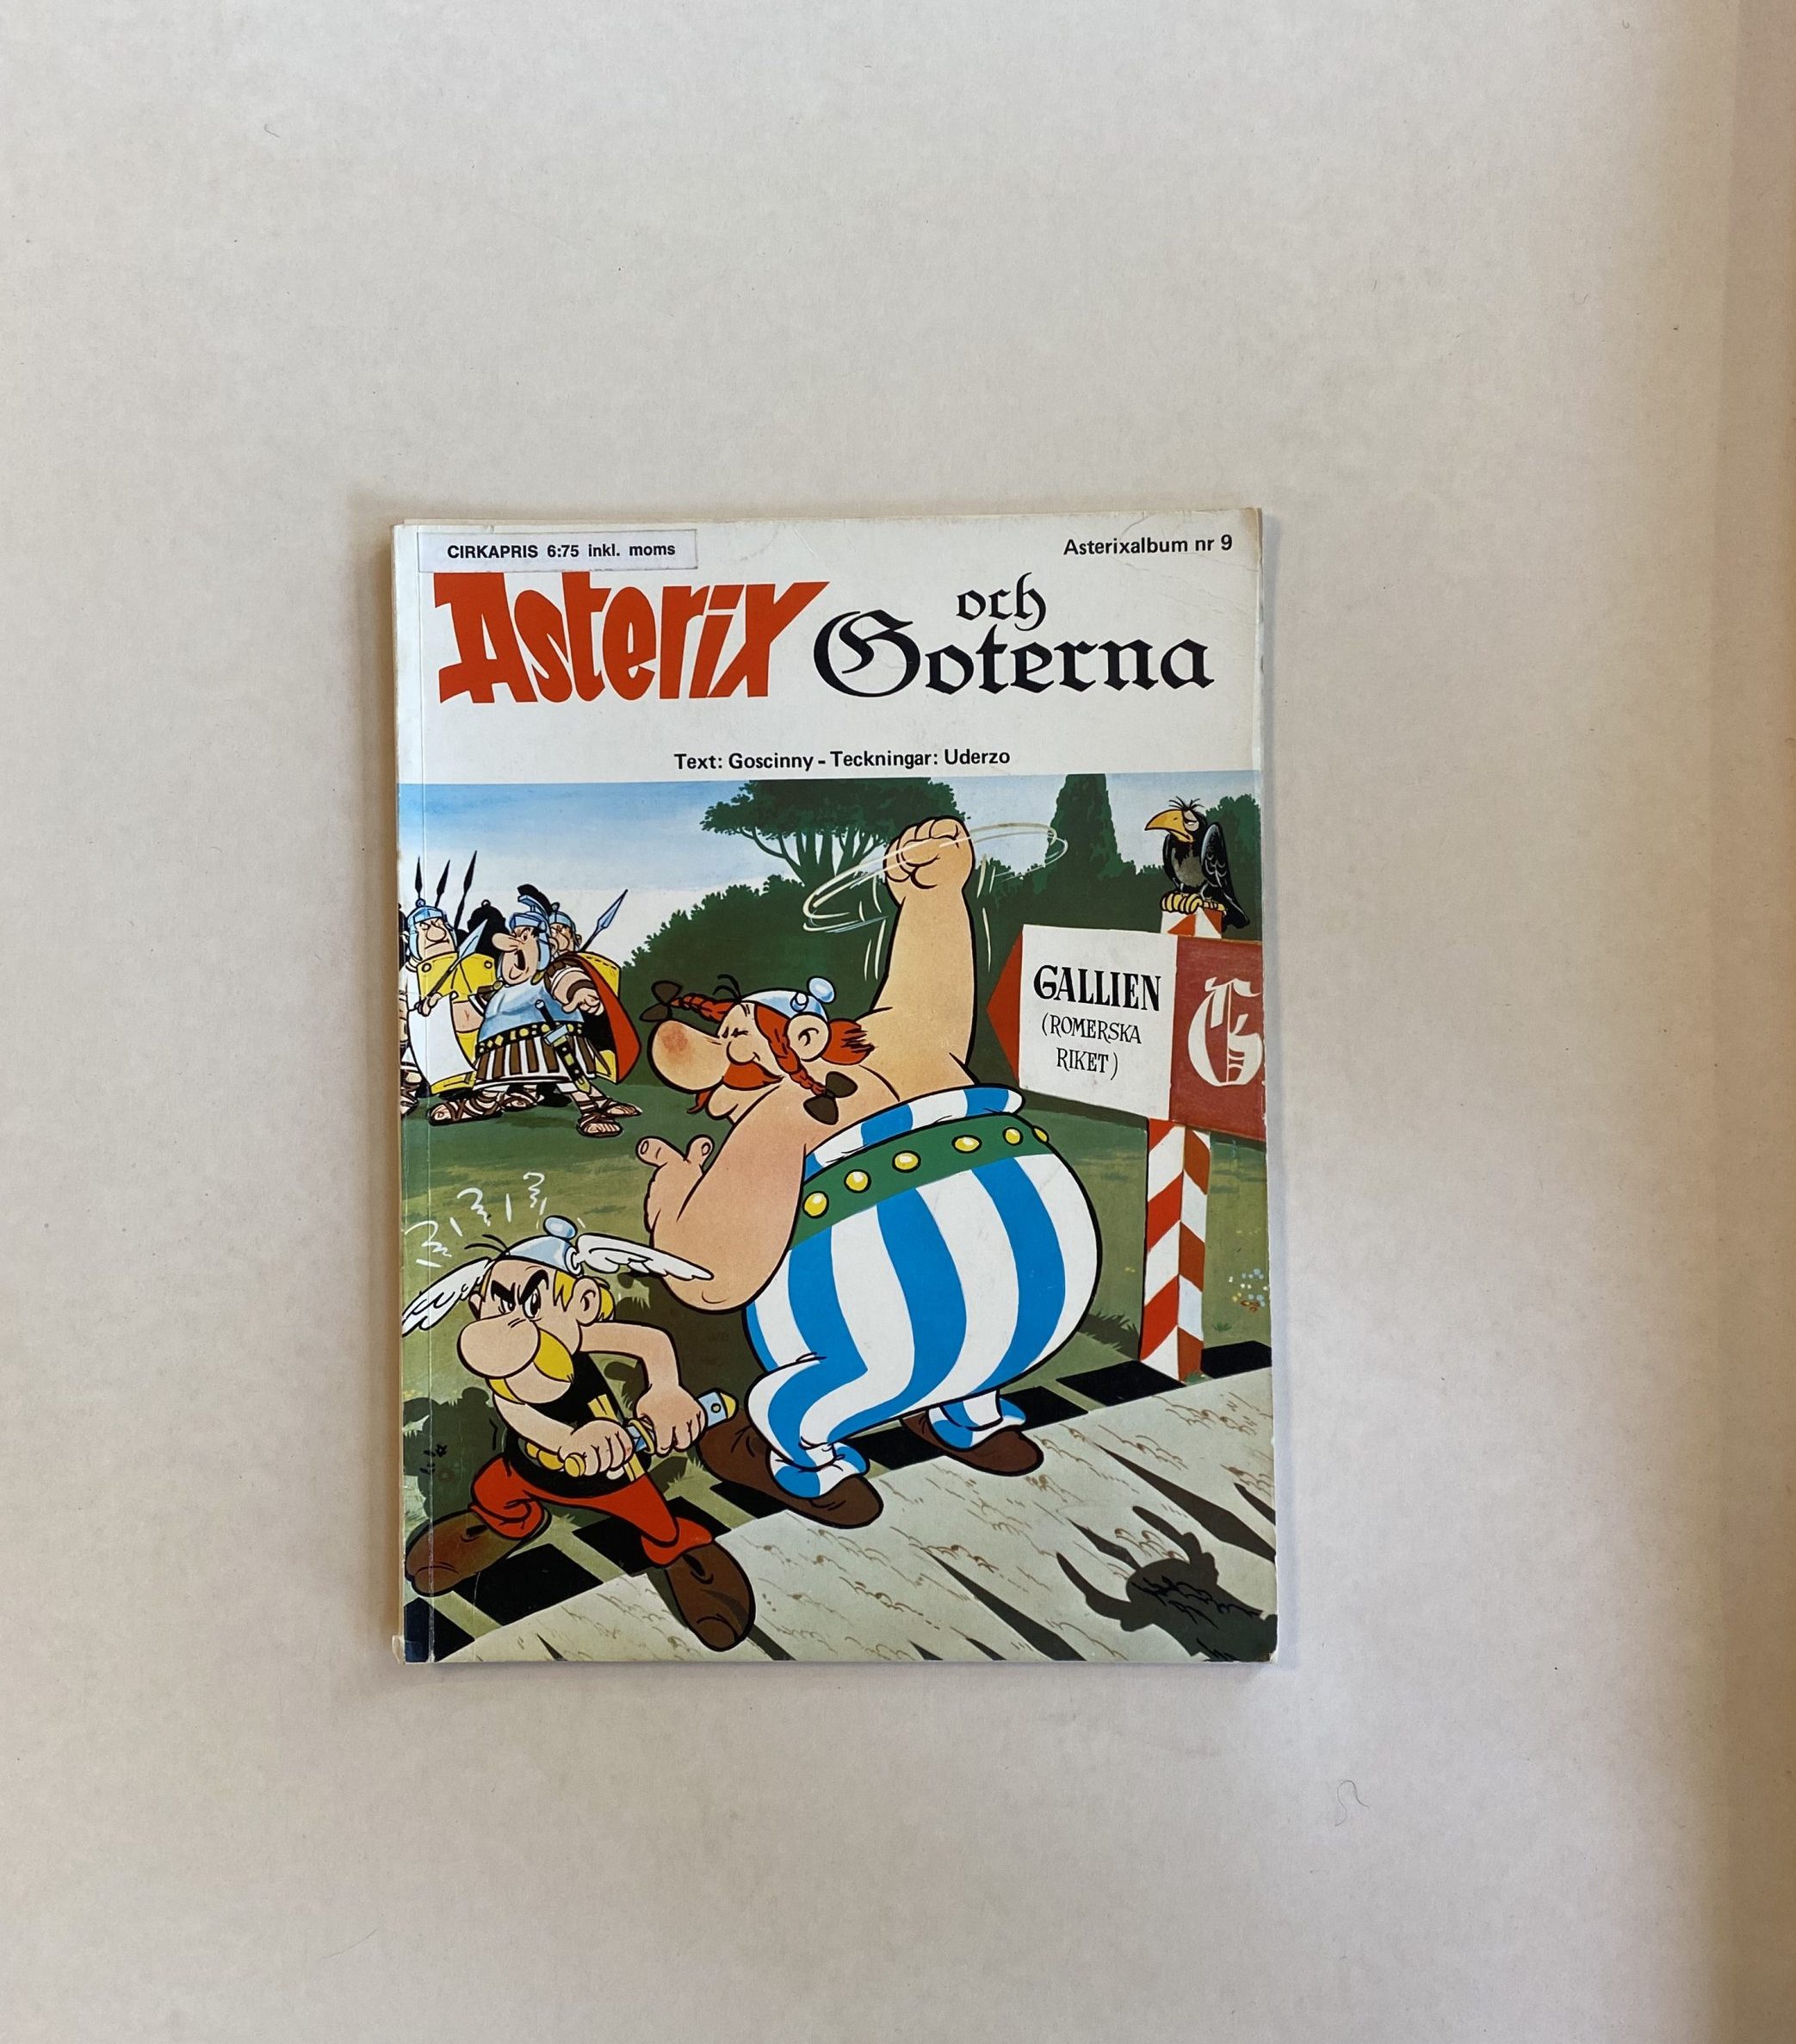 CIRKAPRIS 6:75 inkl. moms
Asterixalbum nr 9
Asterix och
Goterna
Text: Goscinny - Teckningar: Uderzo
GALLIEN
(ROMERSKA
RIKET)
G